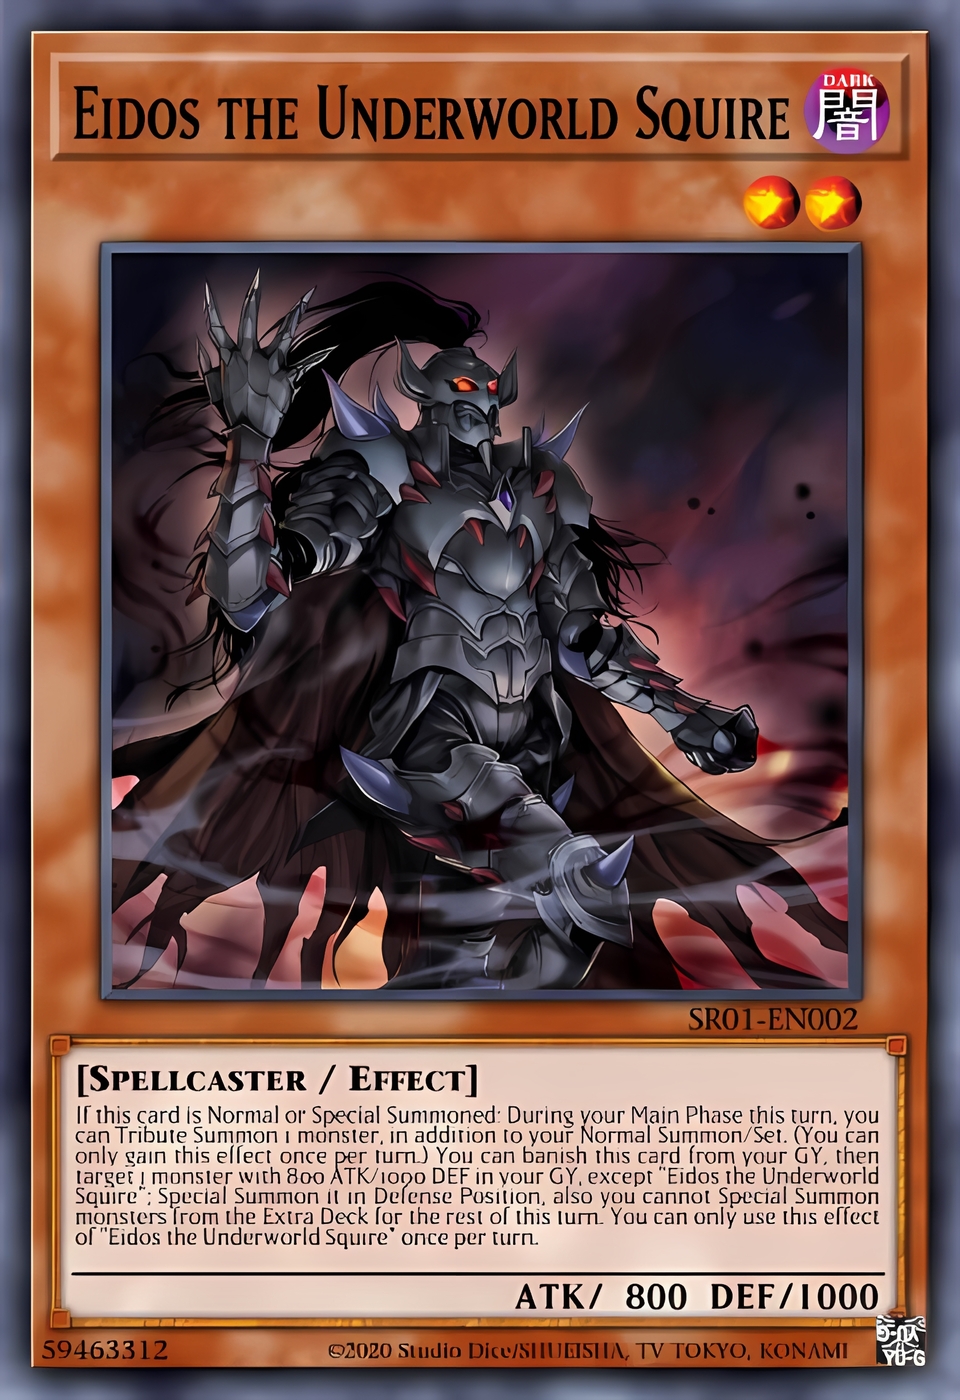 EIDOS THE UNDERWORLD SQUIRE
DARK
闇
SR01-EN002
[SPELLCASTER / EFFECT]
If this card is Normal or Special Summoned: During your Main Phase this turn, you
can Tribute Summon 1 monster, in addition to your Normal Summon/Set. (You can
only gain this effect once per turn.) You can banish this card from your GY, then
target 1 monster with 800 ATK/1000 DEF in your GY, except "Eidos the Underworld
Squire"; Special Summon it in Defense Position, also you cannot Special Summon
monsters from the Extra Deck for the rest of this turn. You can only use this effect
of "Eidos the Underworld Squire" once per turn.
ATK/ 800 DEF/1000
59463312
©2020 Studio Dice/SHUEISHA, TV TOKYO, KONAMI